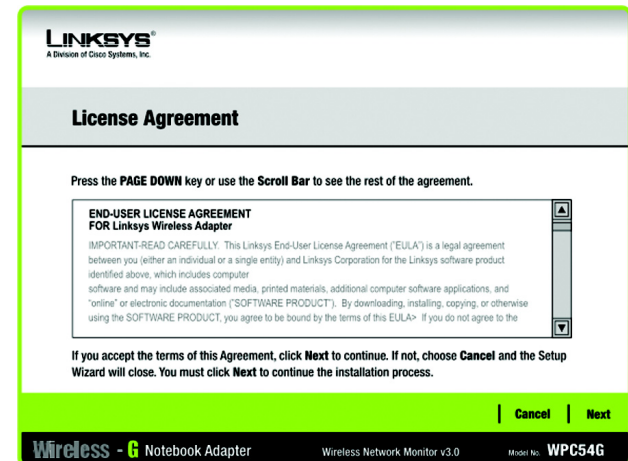 LINKSYS®
A Division of Cisco Systems, Inc.
License Agreement
Press the PAGE DOWN key or use the Scroll Bar to see the rest of the agreement.
END-USER LICENSE AGREEMENT
FOR Linksys Wireless Adapter
IMPORTANT-READ CAREFULLY. This Linksys End-User License Agreement ("EULA") is a legal agreement
between you (either an individual or a single entity) and Linksys Corporation for the Linksys software product
identified above, which includes computer
software and may include associated media, printed materials, additional computer software applications, and
"online" or electronic documentation ("SOFTWARE PRODUCT"). By downloading, installing, copying, or otherwise
using the SOFTWARE PRODUCT, you agree to be bound by the terms of this EULA> If you do not agree to the
If you accept the terms of this Agreement, click Next to continue. If not, choose Cancel and the Setup
Wizard will close. You must click Next to continue the installation process.
Cancel Next
Wireless - G Notebook Adapter Wireless Network Monitor v3.0 Model No. WPC54G